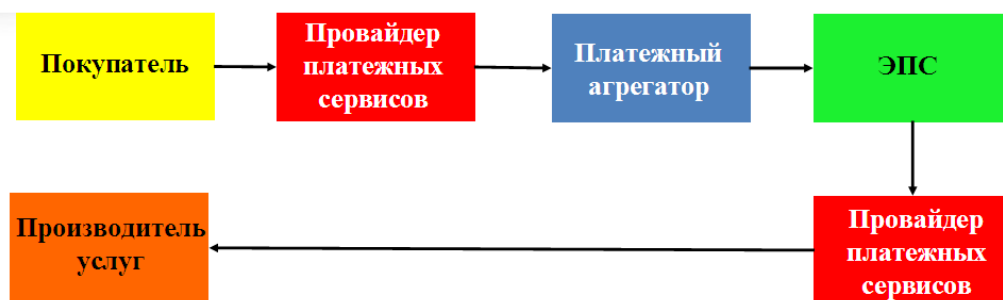 Покупатель
Провайдер
платежных
сервисов
Платежный
агрегатор
ЭПС
Производитель
услуг
Провайдер
платежных
сервисов